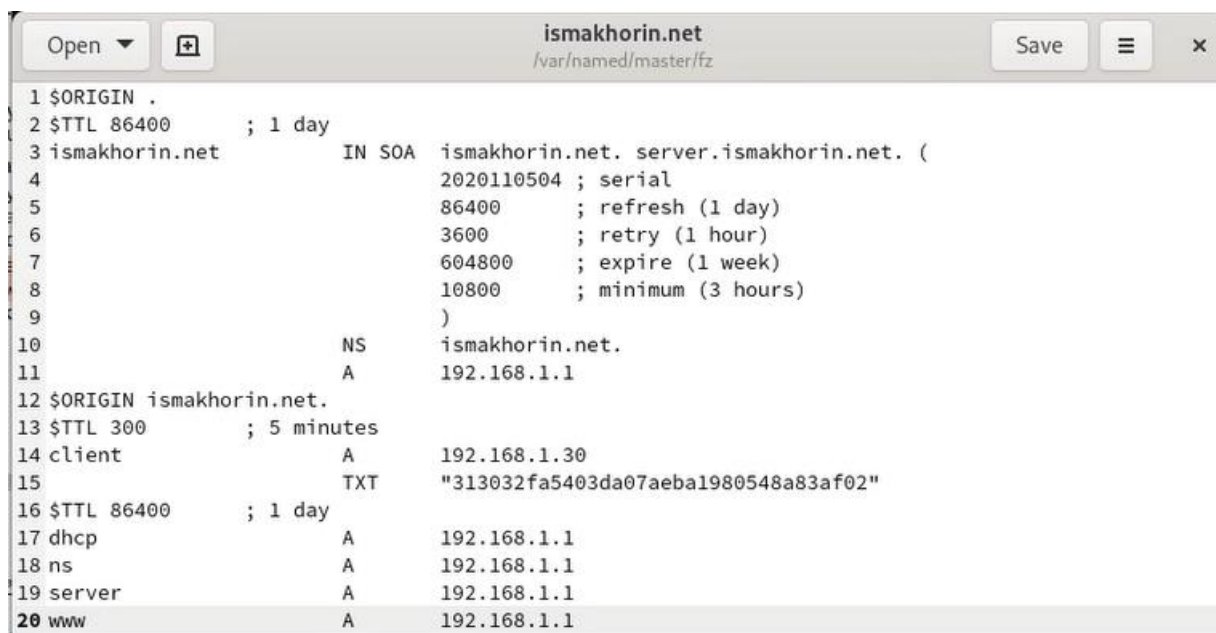 Open
ismakhorin.net
/var/named/master/fz
Save
1 $ORIGIN .
2 $TTL 86400 ; 1 day
3 ismakhorin.net IN SOA ismakhorin.net. server.ismakhorin.net. (
4 2020110504 ; serial
5 86400 ; refresh (1 day)
6 3600 ; retry (1 hour)
7 604800 ; expire (1 week)
8 10800 ; minimum (3 hours)
9 )
10 NS ismakhorin.net.
11 A 192.168.1.1
12 $ORIGIN ismakhorin.net.
13 $TTL 300 ; 5 minutes
14 client A 192.168.1.30
15 TXT "313032fa5403da07aeba1980548a83af02"
16 $TTL 86400 ; 1 day
17 dhcp A 192.168.1.1
18 ns A 192.168.1.1
19 server A 192.168.1.1
20 www A 192.168.1.1